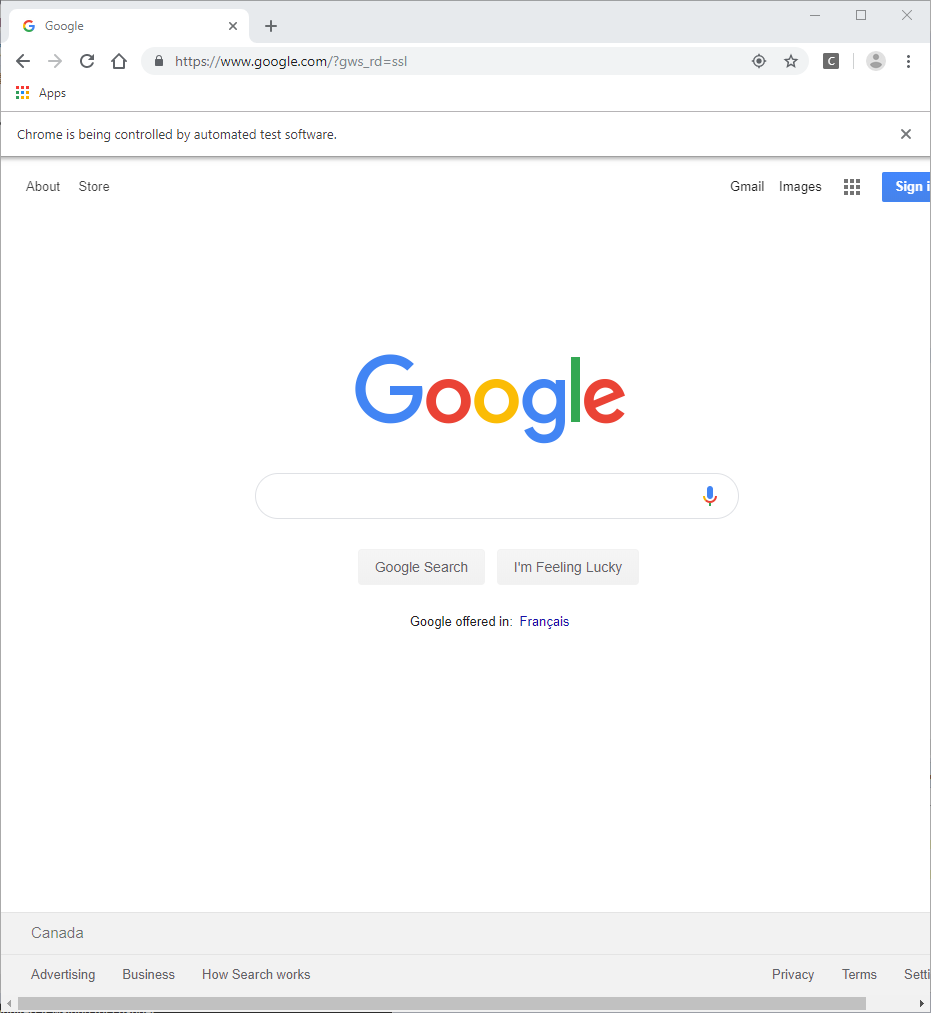 Google
https://www.google.com/?gws_rd=ssl
C
Apps
Chrome is being controlled by automated test software.
About Store Gmail Images Sign i
Google
Google Search I'm Feeling Lucky
Google offered in: Français
Canada
Advertising Business How Search works Privacy Terms Setti